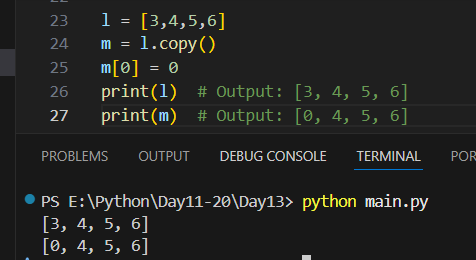 23 l = [3,4,5,6]
24 m = l.copy()
25 m[0] = 0
26 print(l)  # Output: [3, 4, 5, 6]
27 print(m)  # Output: [0, 4, 5, 6]
PROBLEMS OUTPUT DEBUG CONSOLE TERMINAL POR
PS E:\Python\Day11-20\Day13> python main.py
[3, 4, 5, 6]
[0, 4, 5, 6]